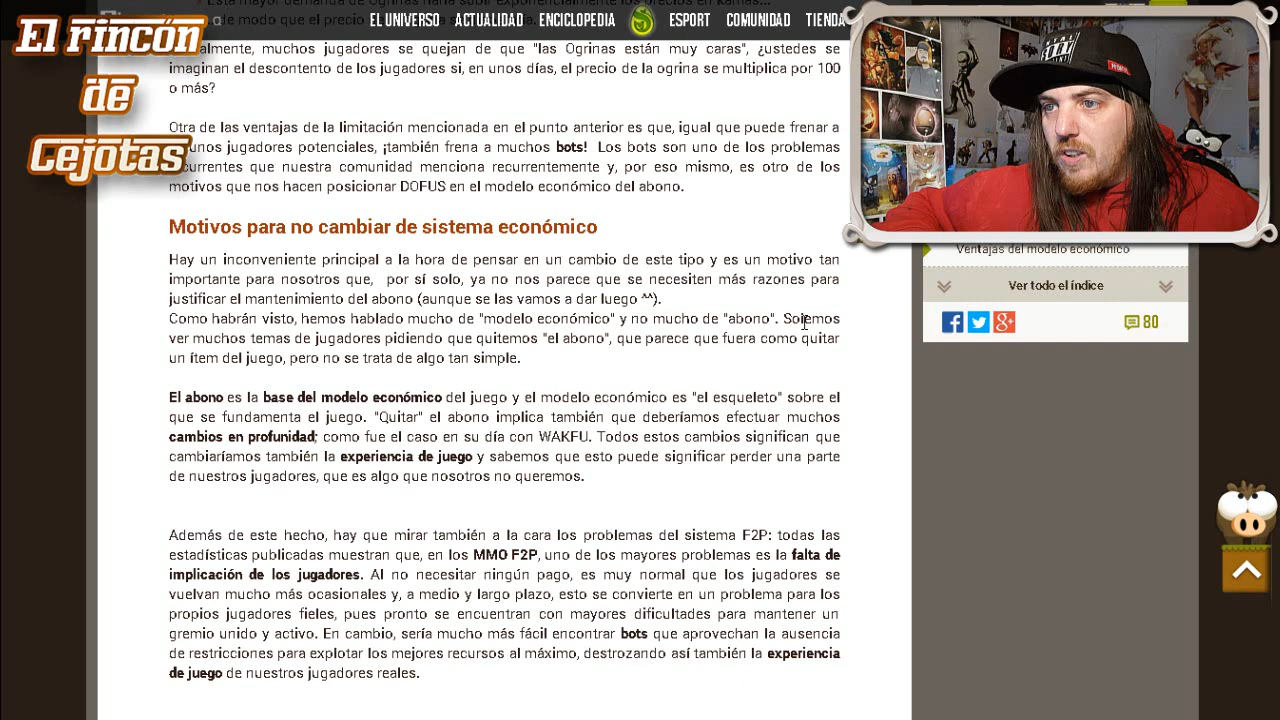 El rincón
de
Cejotas
EL UNIVERSO ACTUALIDAD ENCICLOPEDIA ESPORT COMUNIDAD TIENDA
de modo que el precio
almente, muchos jugadores se quejan de que "las Ogrinas están muy caras", ¿ustedes se
imaginan el descontento de los jugadores si, en unos días, el precio de la ogrina se multiplica por 100
o más?
Otra de las ventajas de la limitación mencionada en el punto anterior es que, igual que puede frenar a
unos jugadores potenciales, ¡también frena a muchos bots! Los bots son uno de los problemas
currentes que nuestra comunidad menciona recurrentemente y, por eso mismo, es otro de los
motivos que nos hacen posicionar DOFUS en el modelo económico del abono.
Motivos para no cambiar de sistema económico
Hay un inconveniente principal a la hora de pensar en un cambio de este tipo y es un motivo tan
importante para nosotros que, por sí solo, ya no nos parece que se necesiten más razones para
justificar el mantenimiento del abono (aunque se las vamos a dar luego ^^).
Como habrán visto, hemos hablado mucho de "modelo económico" y no mucho de "abono". Solemos
ver muchos temas de jugadores pidiendo que quitemos "el abono", que parece que fuera como quitar
un ítem del juego, pero no se trata de algo tan simple.
El abono es la base del modelo económico del juego y el modelo económico es "el esqueleto" sobre el
que se fundamenta el juego. "Quitar" el abono implica también que deberíamos efectuar muchos
cambios en profundidad; como fue el caso en su día con WAKFU. Todos estos cambios significan que
cambiaríamos también la experiencia de juego y sabemos que esto puede significar perder una parte
de nuestros jugadores, que es algo que nosotros no queremos.
Además de este hecho, hay que mirar también a la cara los problemas del sistema F2P: todas las
estadísticas publicadas muestran que, en los MMO F2P, uno de los mayores problemas es la falta de
implicación de los jugadores. Al no necesitar ningún pago, es muy normal que los jugadores se
vuelvan mucho más ocasionales y, a medio y largo plazo, esto se convierte en un problema para los
propios jugadores fieles, pues pronto se encuentran con mayores dificultades para mantener un
gremio unido y activo. En cambio, sería mucho más fácil encontrar bots que aprovechan la ausencia
de restricciones para explotar los mejores recursos al máximo, destrozando así también la experiencia
de juego de nuestros jugadores reales.
Ventajas del modelo económico
Ver todo el índice
80